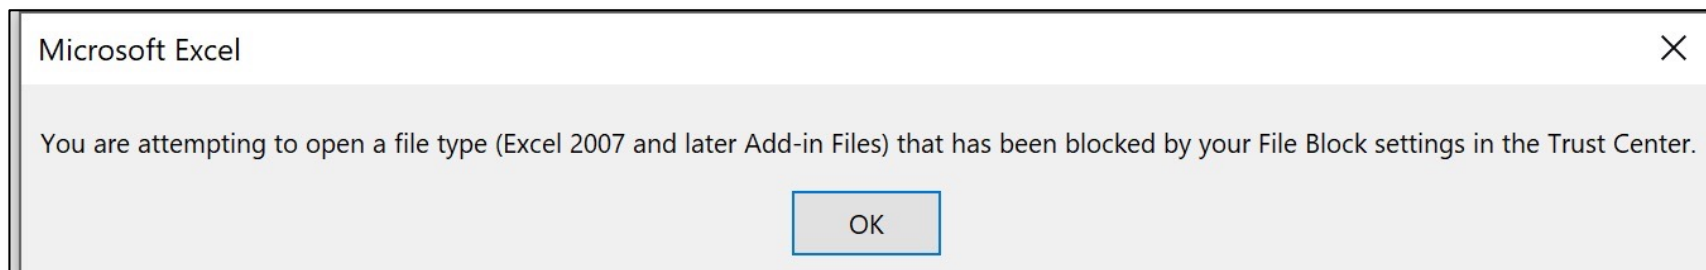 Microsoft Excel
You are attempting to open a file type (Excel 2007 and later Add-in Files) that has been blocked by your File Block settings in the Trust Center.
OK